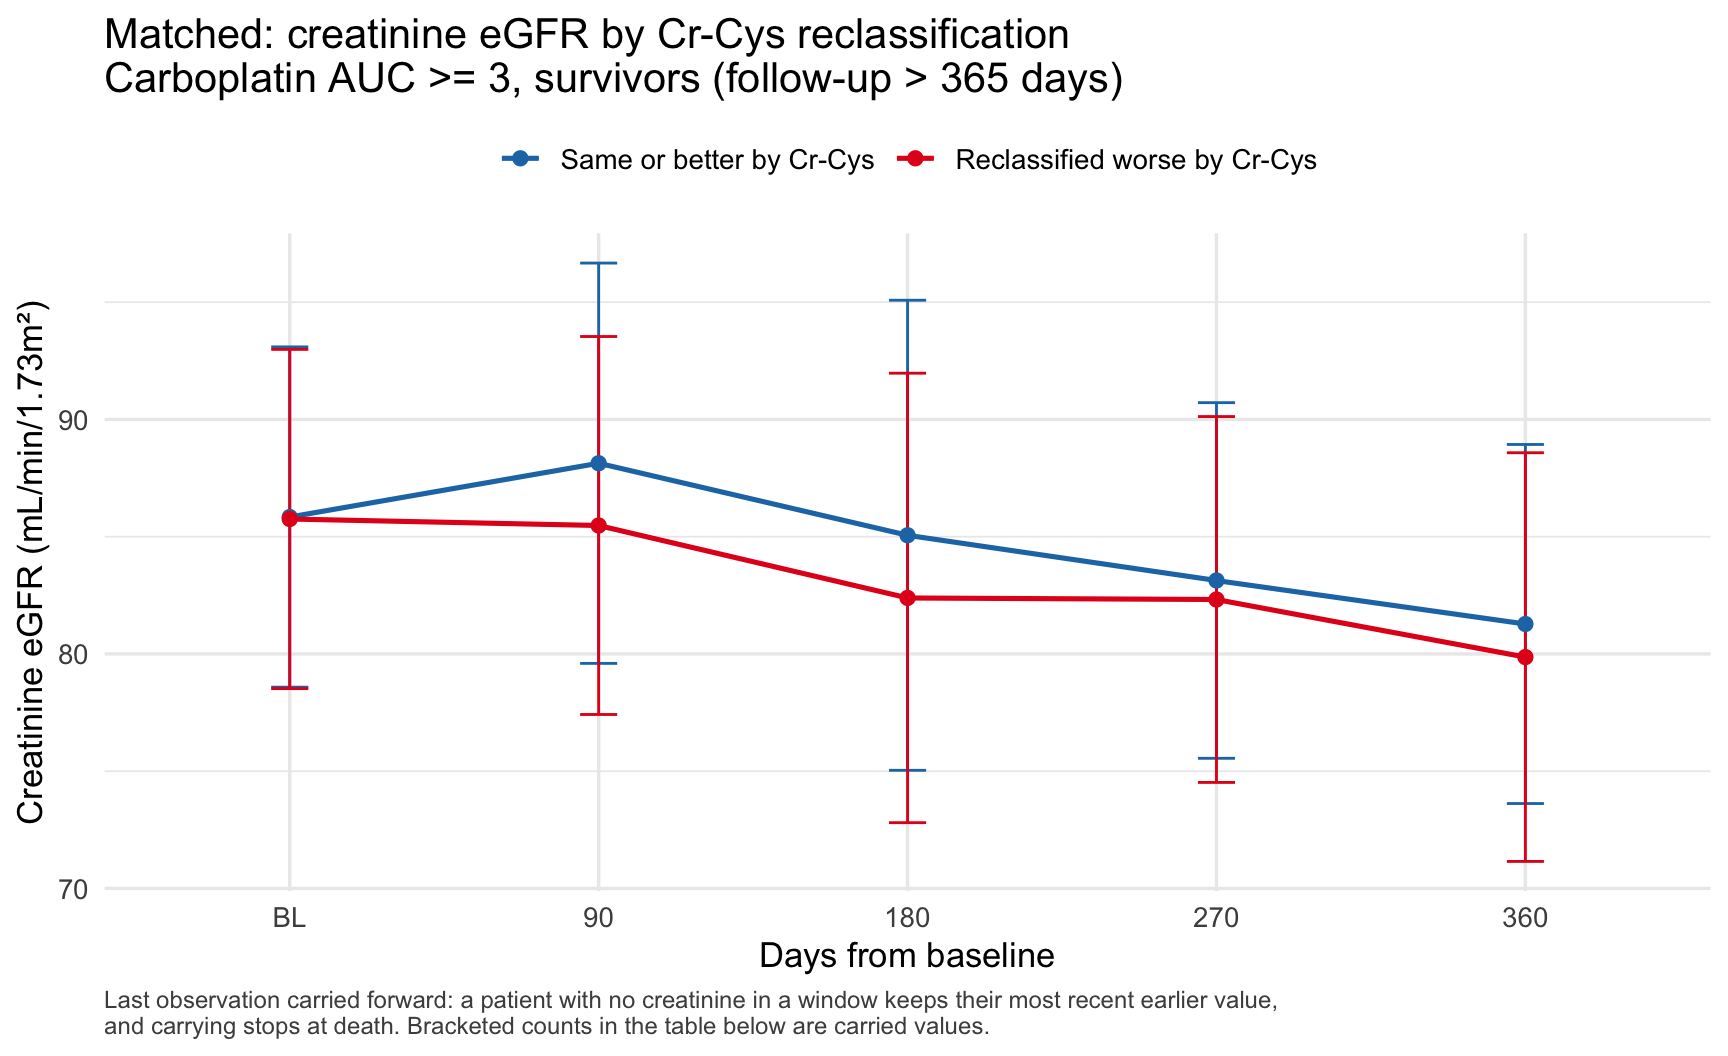 Matched: creatinine eGFR by Cr-Cys reclassification
Carboplatin AUC >= 3, survivors (follow-up > 365 days)
Same or better by Cr-Cys
Reclassified worse by Cr-Cys
Creatinine eGFR (mL/min/1.73m²)
90
80
70
BL
90
180
270
360
Days from baseline
Last observation carried forward: a patient with no creatinine in a window keeps their most recent earlier value,
and carrying stops at death. Bracketed counts in the table below are carried values.